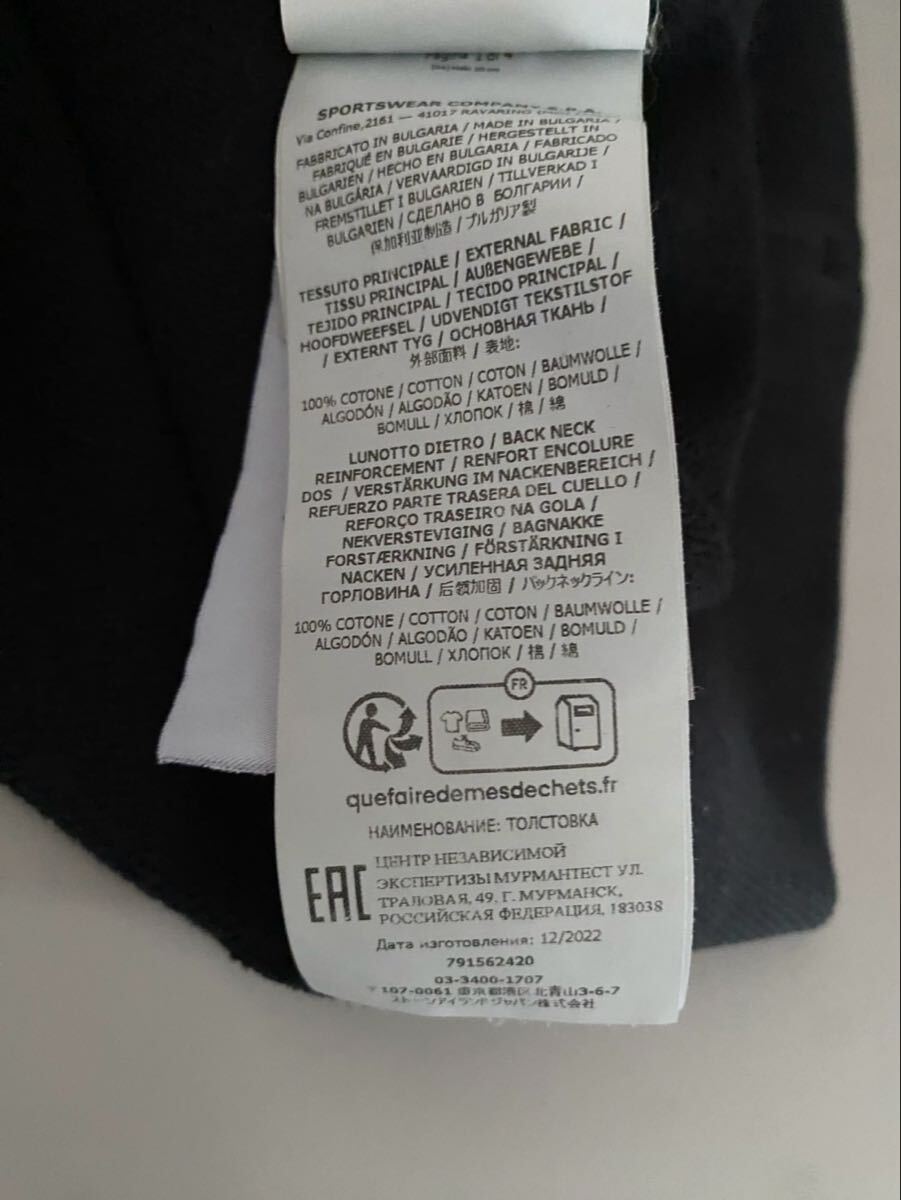 Pagina 1 di 4
SPORTSWEAR COMPANY S.P.A.
Via Confine,2161 — 41017 RAVARINO
FABBRICATO IN BULGARIA / MADE IN BULGARIA /
FABRIQUÉ EN BULGARIE / HERGESTELLT IN
BULGARIEN / HECHO EN BULGARIA / FABRICADO
NA BULGÁRIA / VERVAARDIGD IN BULGARIJE /
FREMSTILLET I BULGARIEN / TILLVERKAD I
BULGARIEN / СДЕЛАНО В БОЛГАРИИ /
保加利亚制造 / ブルガリア製
TESSUTO PRINCIPALE / EXTERNAL FABRIC /
TISSU PRINCIPAL / AUßENGEWEBE /
TEJIDO PRINCIPAL / TECIDO PRINCIPAL /
HOOFDWEEFSEL / UDVENDIGT TEKSTILSTOF
/ EXTERNT TYG / ОСНОВНАЯ ТКАНЬ /
外部面料 / 表地:
100% COTONE / COTTON / COTON / BAUMWOLLE /
ALGODÓN / ALGODÃO / KATOEN / BOMULD /
BOMULL / ХЛОПОК / 棉 / 綿
LUNOTTO DIETRO / BACK NECK
REINFORCEMENT / RENFORT ENCOLURE
DOS / VERSTÄRKUNG IM NACKENBEREICH /
REFUERZO PARTE TRASERA DEL CUELLO /
REFORÇO TRASEIRO NA GOLA /
NEKVERSTEVIGING / BAGNAKKE
FORSTÆRKNING / FÖRSTÄRKNING I
NACKEN / УСИЛЕННАЯ ЗАДНЯЯ
ГОРЛОВИНА / 后领加固 / バックネックライン:
100% COTONE / COTTON / COTON / BAUMWOLLE /
ALGODÓN / ALGODÃO / KATOEN / BOMULD /
BOMULL / ХЛОПОК / 棉 / 綿
FR
quefairedemesdechets.fr
НАИМЕНОВАНИЕ: ТОЛСТОВКА
EAC
ЦЕНТР НЕЗАВИСИМОЙ
ЭКСПЕРТИЗЫ МУРМАНТЕСТ УЛ.
ТРАЛОВАЯ, 49, Г. МУРМАНСК,
РОССИЙСКАЯ ФЕДЕРАЦИЯ, 183038
Дата изготовления: 12/2022
791562420
03-3400-1707
〒107-0061 東京都港区北青山3-6-7
ストーンアイランドジャパン株式会社